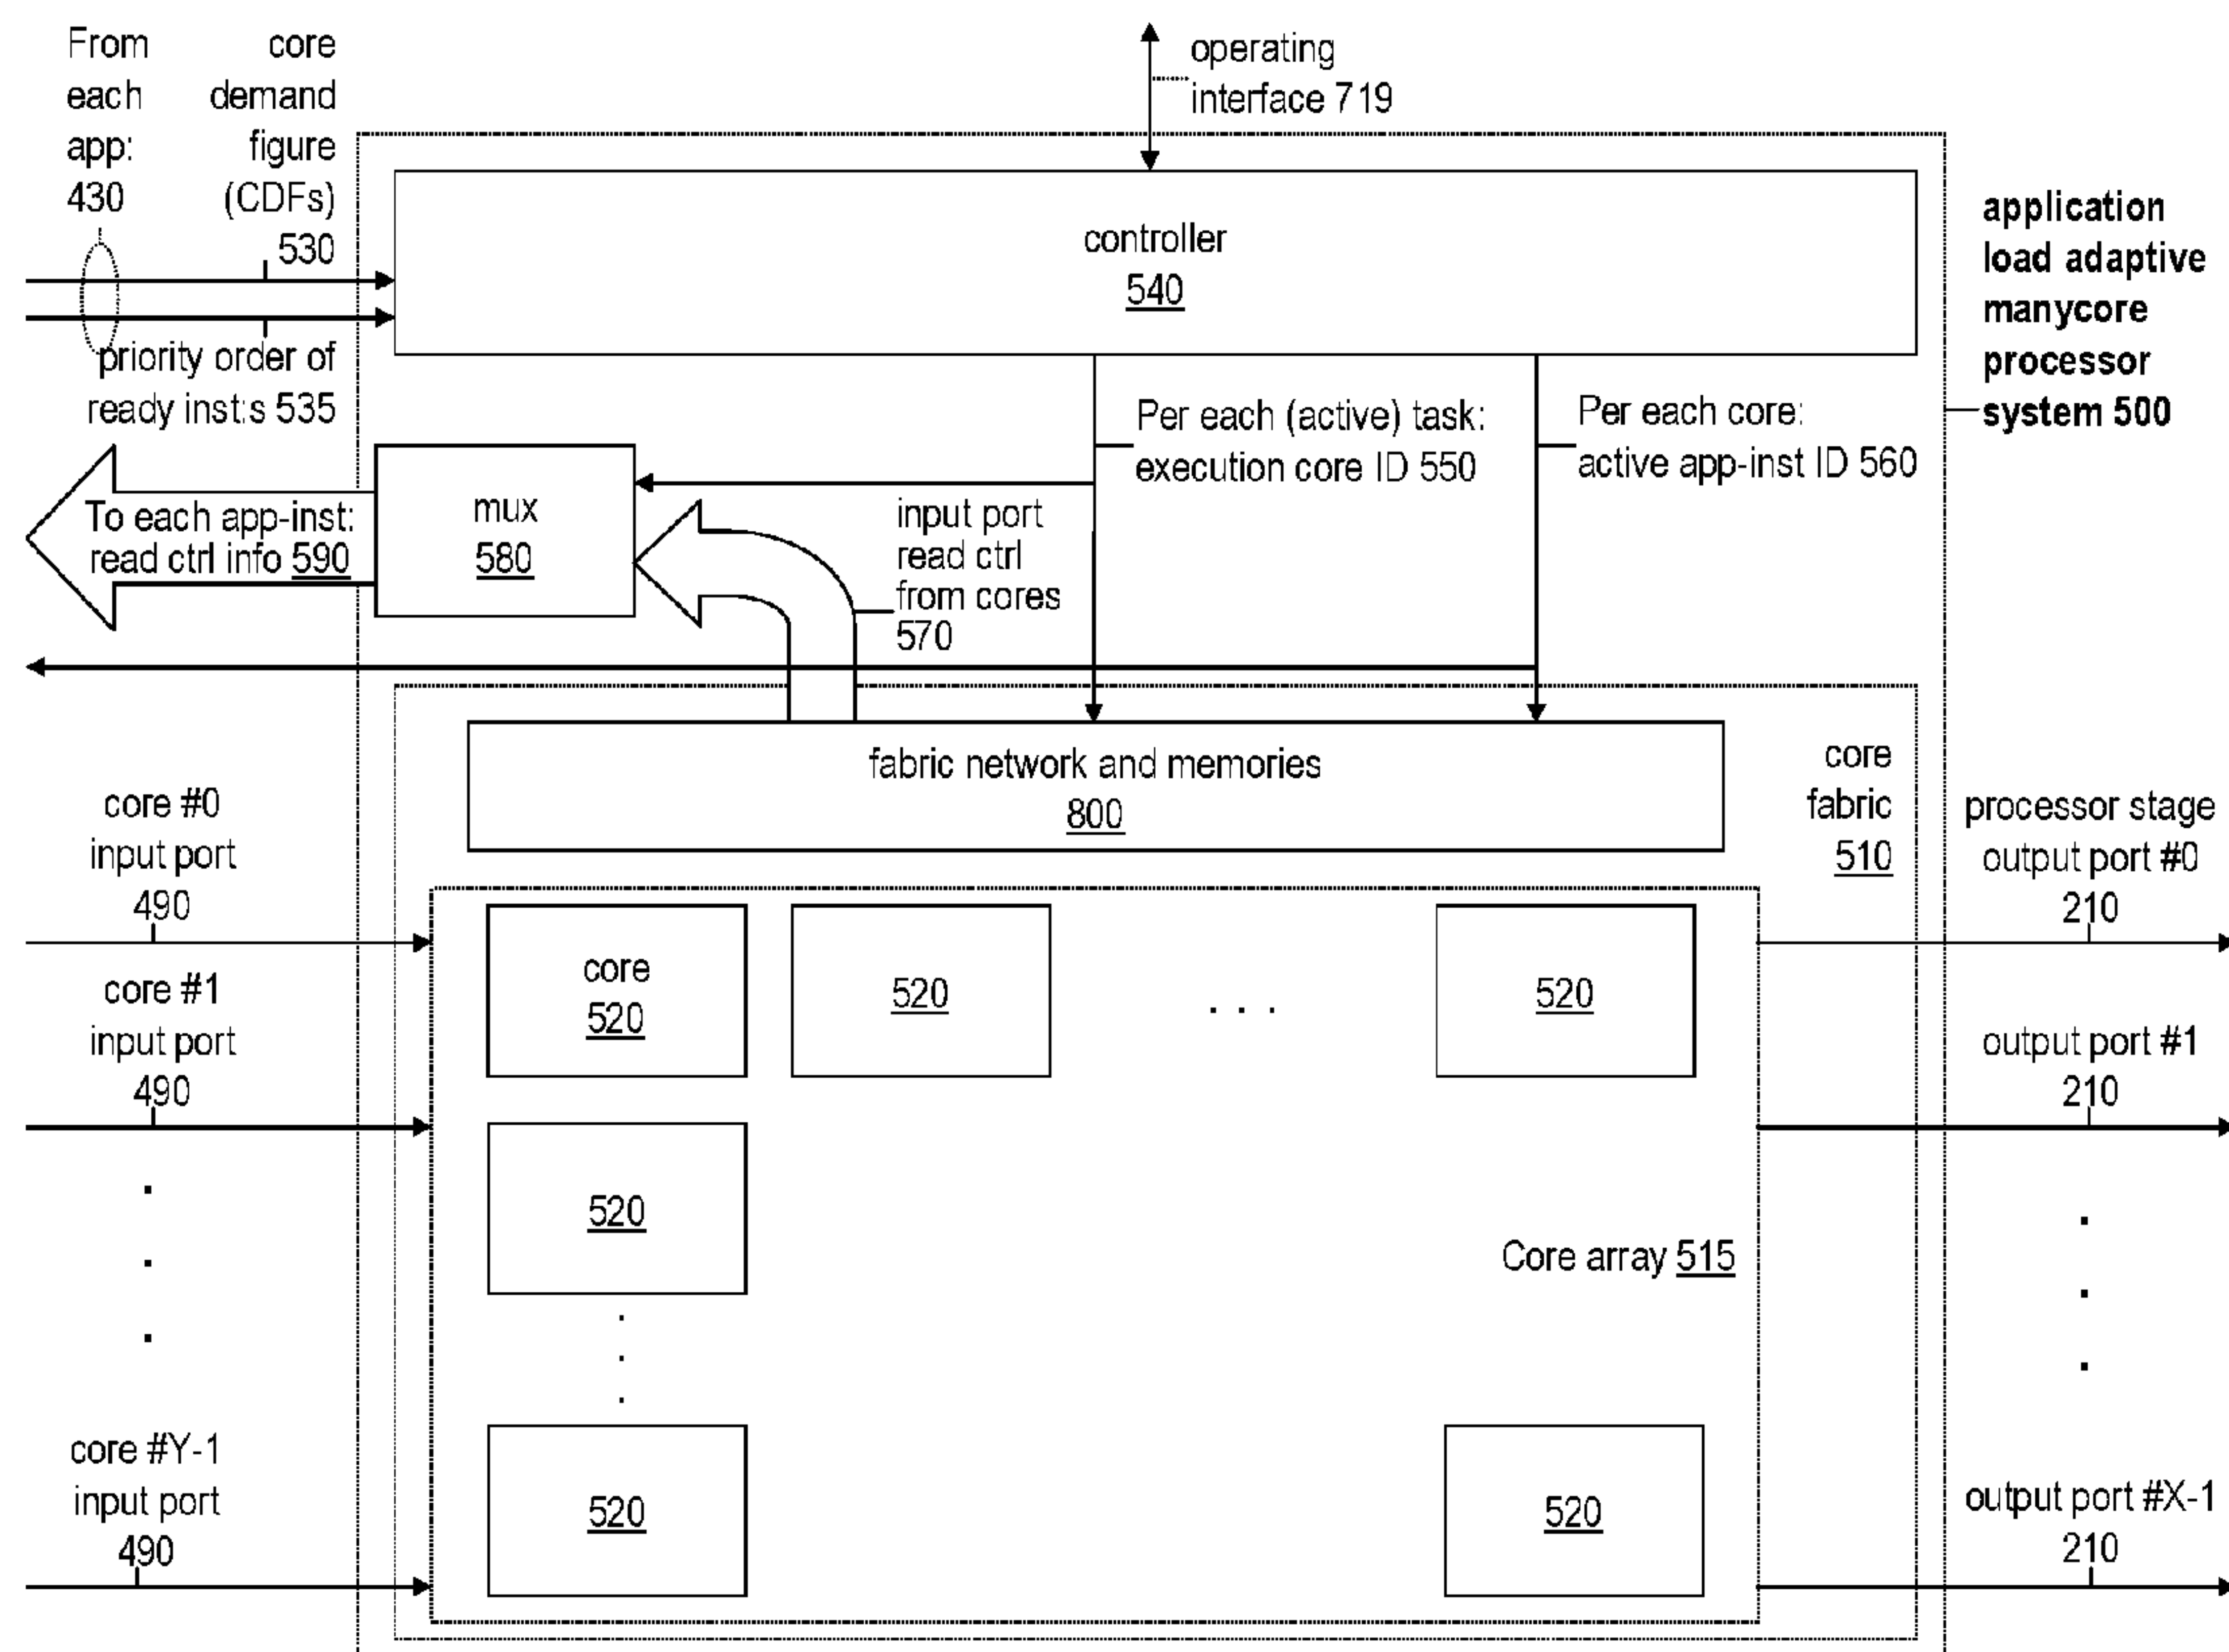 From
each
app:
430
core
demand
figure
(CDFs)
530
operating
interface 719
controller
540
application
load adaptive
manycore
processor
system 500
priority order of
ready inst:s 535
Per each (active) task:
execution core ID 550
Per each core:
active app-inst ID 560
To each app-inst:
read ctrl info 590
mux
580
input port
read ctrl
from cores
570
fabric network and memories
800
core
fabric
510
core #0
input port
490
processor stage
output port #0
210
core
520
520
. . .
520
core #1
input port
490
output port #1
210
520
Core array 515
core #Y-1
input port
490
520
520
output port #X-1
210